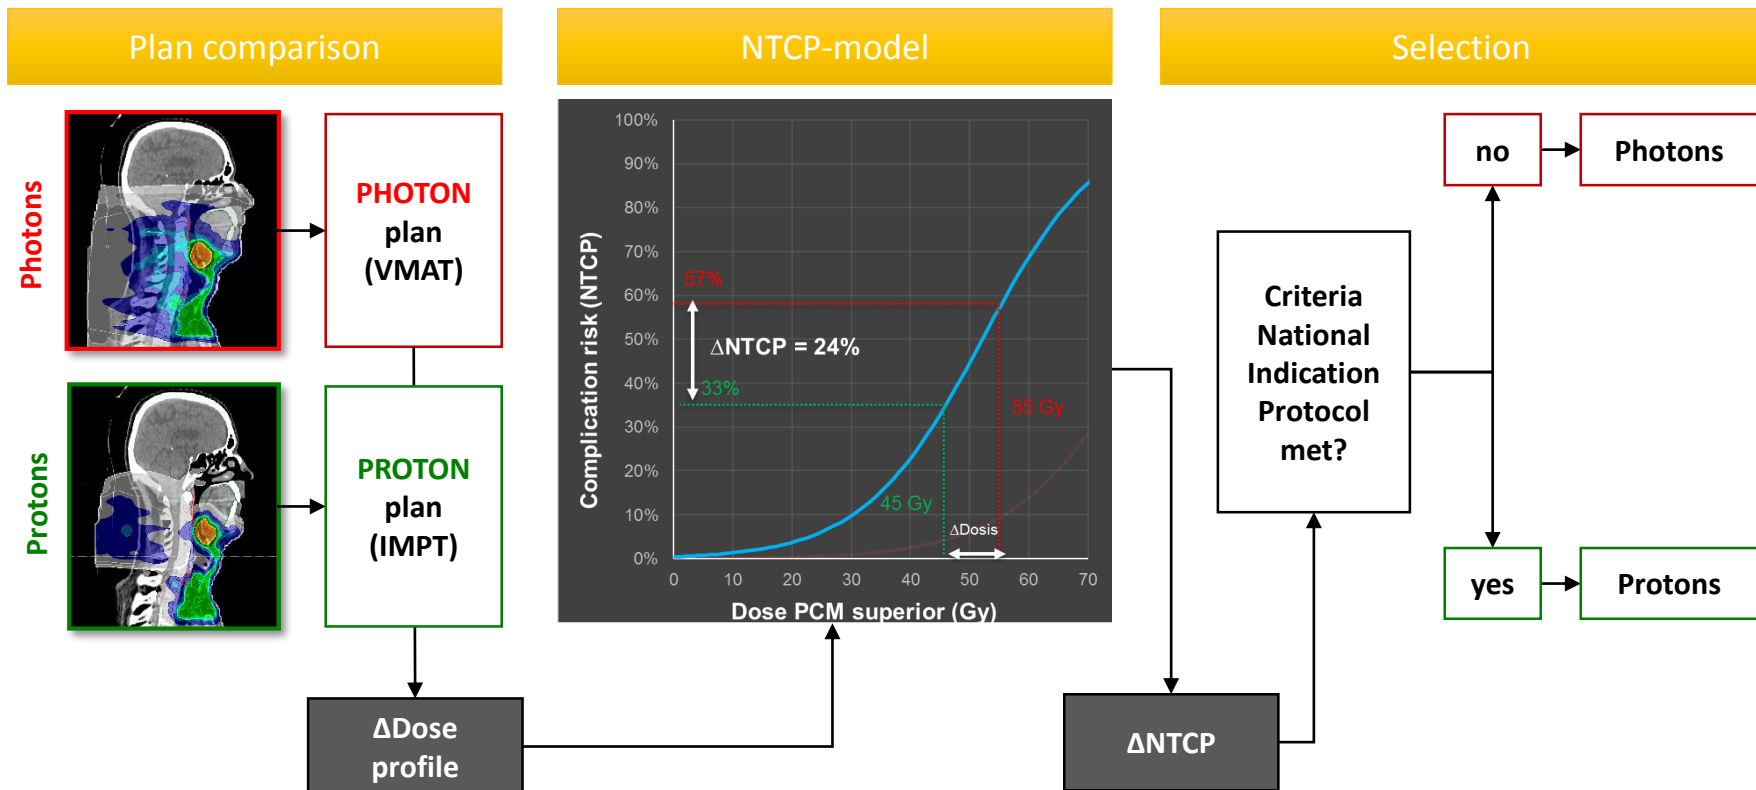 Plan comparison
NTCP-model
Selection
Photons
PHOTON
plan
(VMAT)
Protons
PROTON
plan
(IMPT)
ΔDose
profile
Complication risk (NTCP)
100%
90%
80%
70%
60%
50%
40%
30%
20%
10%
0%
57%
ΔNTCP = 24%
33%
55 Gy
45 Gy
ΔDosis
0 10 20 30 40 50 60 70
Dose PCM superior (Gy)
ΔNTCP
Criteria
National
Indication
Protocol
met?
no
Photons
yes
Protons